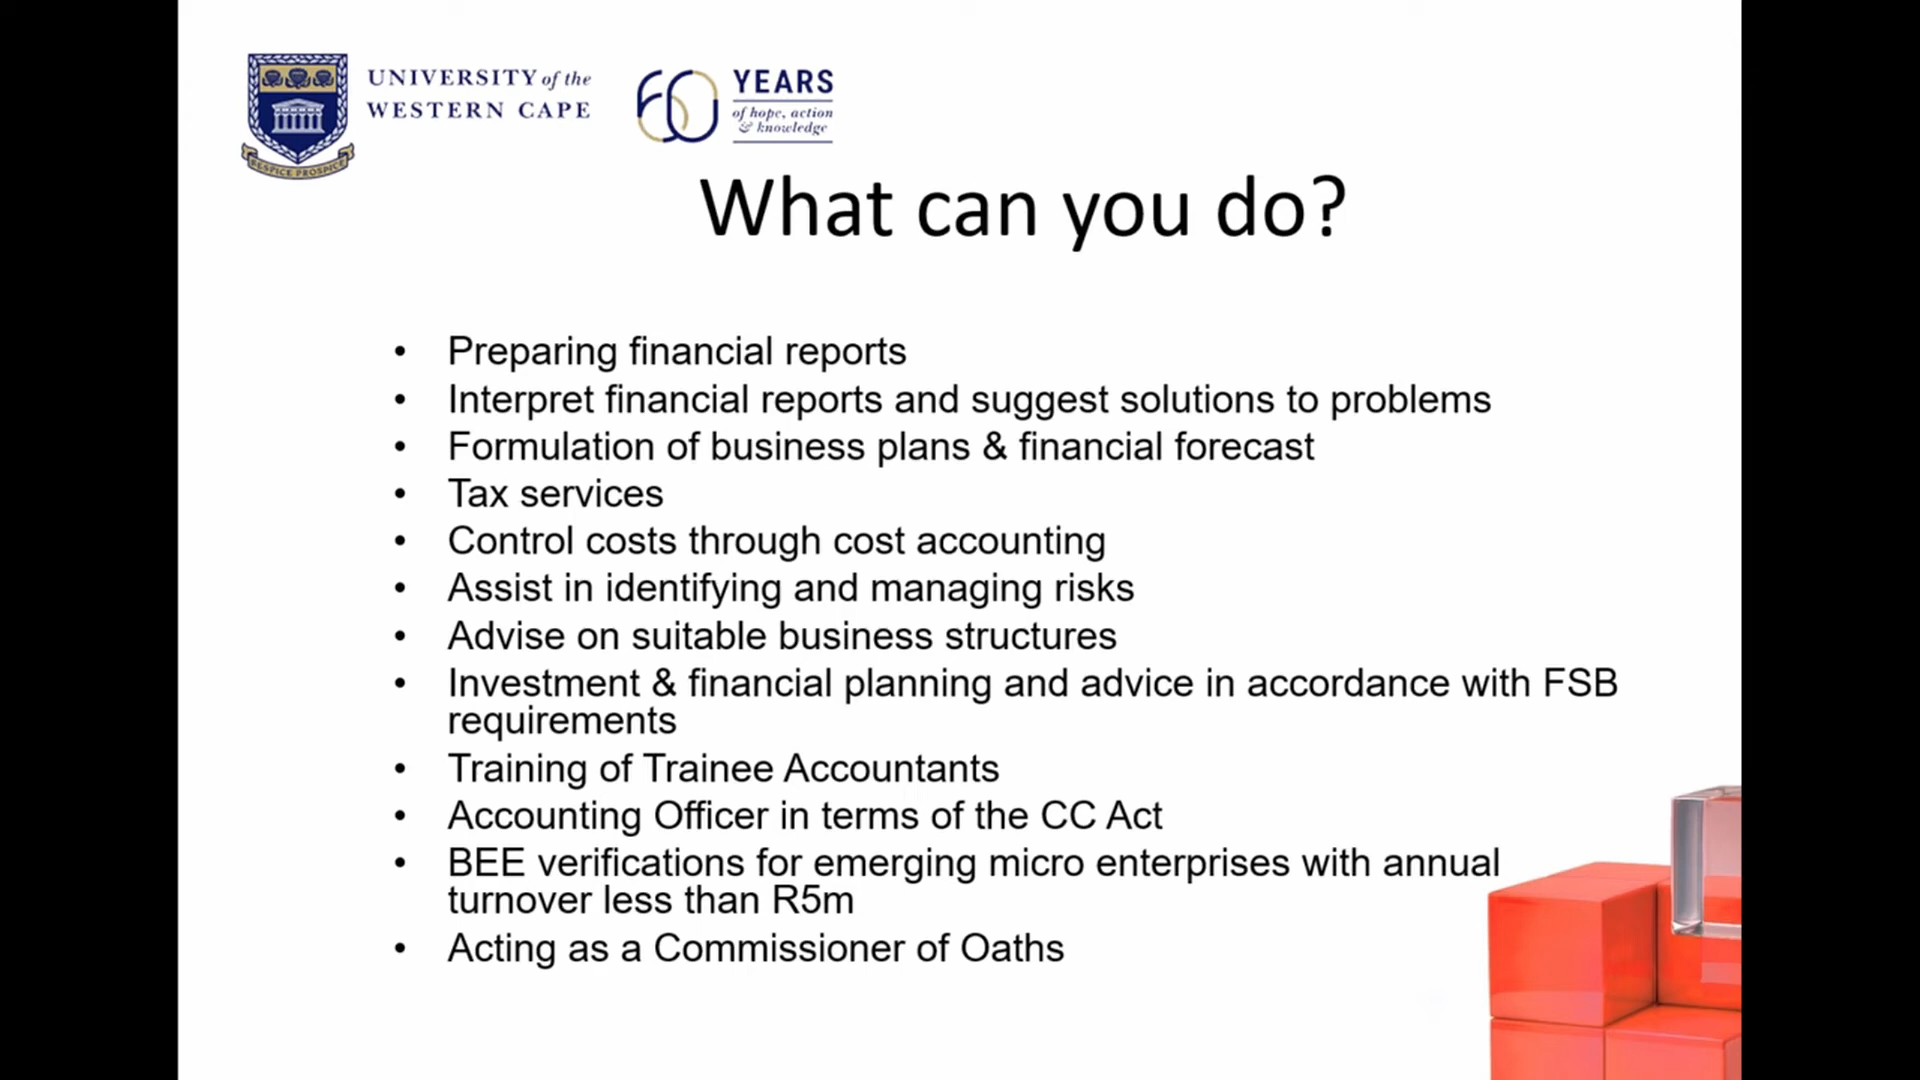 UNIVERSITY of the
WESTERN CAPE
RESPICE PROSPICE
60 YEARS
of hope, action
& knowledge
What can you do?
• Preparing financial reports
• Interpret financial reports and suggest solutions to problems
• Formulation of business plans & financial forecast
• Tax services
• Control costs through cost accounting
• Assist in identifying and managing risks
• Advise on suitable business structures
• Investment & financial planning and advice in accordance with FSB
requirements
• Training of Trainee Accountants
• Accounting Officer in terms of the CC Act
• BEE verifications for emerging micro enterprises with annual
turnover less than R5m
• Acting as a Commissioner of Oaths